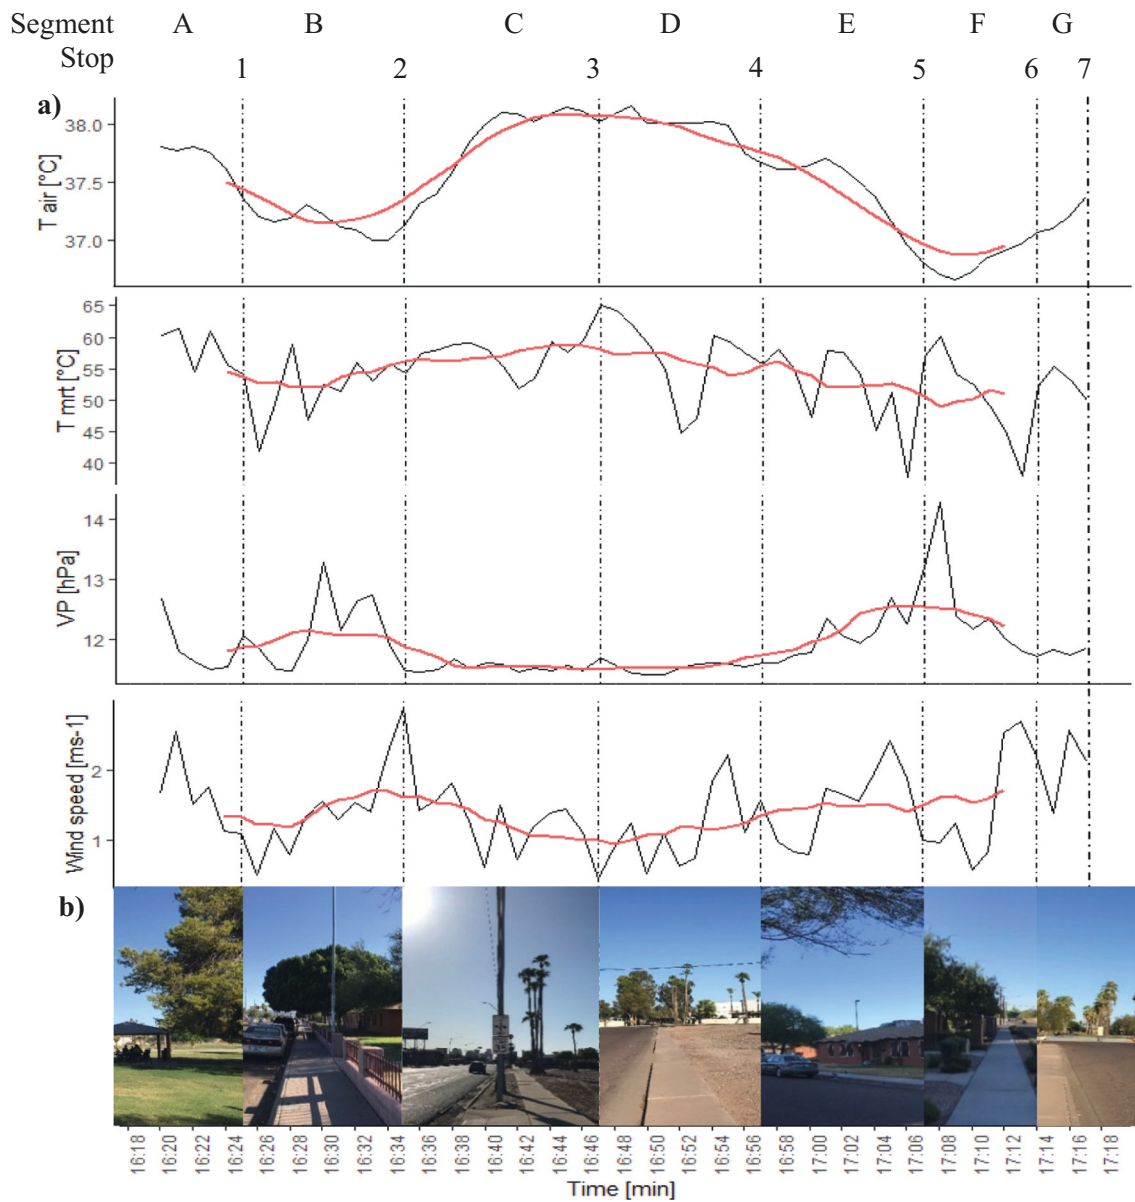 Segment A B C D E F G
Stop 1 2 3 4 5 6 7
a)
T air [°C]
38.0
37.5
37.0
T mrt [°C]
65
60
55
50
45
40
VP [hPa]
14
13
12
Wind speed [ms-1]
2
1
b)
16:18 16:20 16:22 16:24 16:26 16:28 16:30 16:32 16:34 16:36 16:38 16:40 16:42 16:44 16:46 16:48 16:50 16:52 16:54 16:56 16:58 17:00 17:02 17:04 17:06 17:08 17:10 17:12 17:14 17:16 17:18
Time [min]